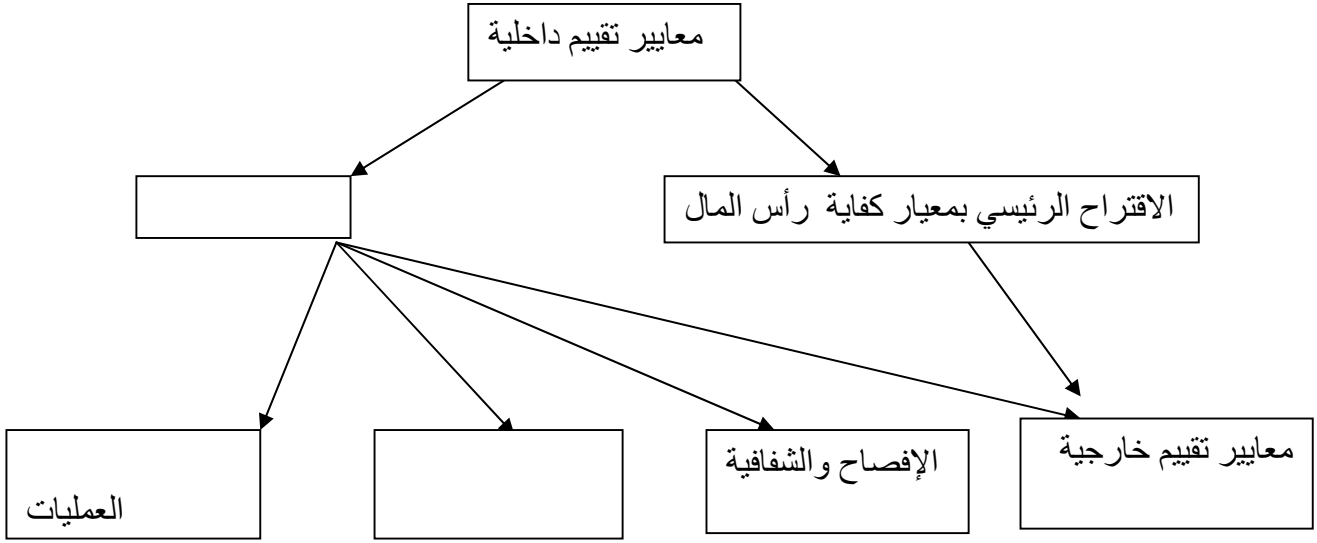 معايير تقييم داخلية
الاقتراح الرئيسي بمعيار كفاية رأس المال
معايير تقييم خارجية
الإفصاح والشفافية
العمليات